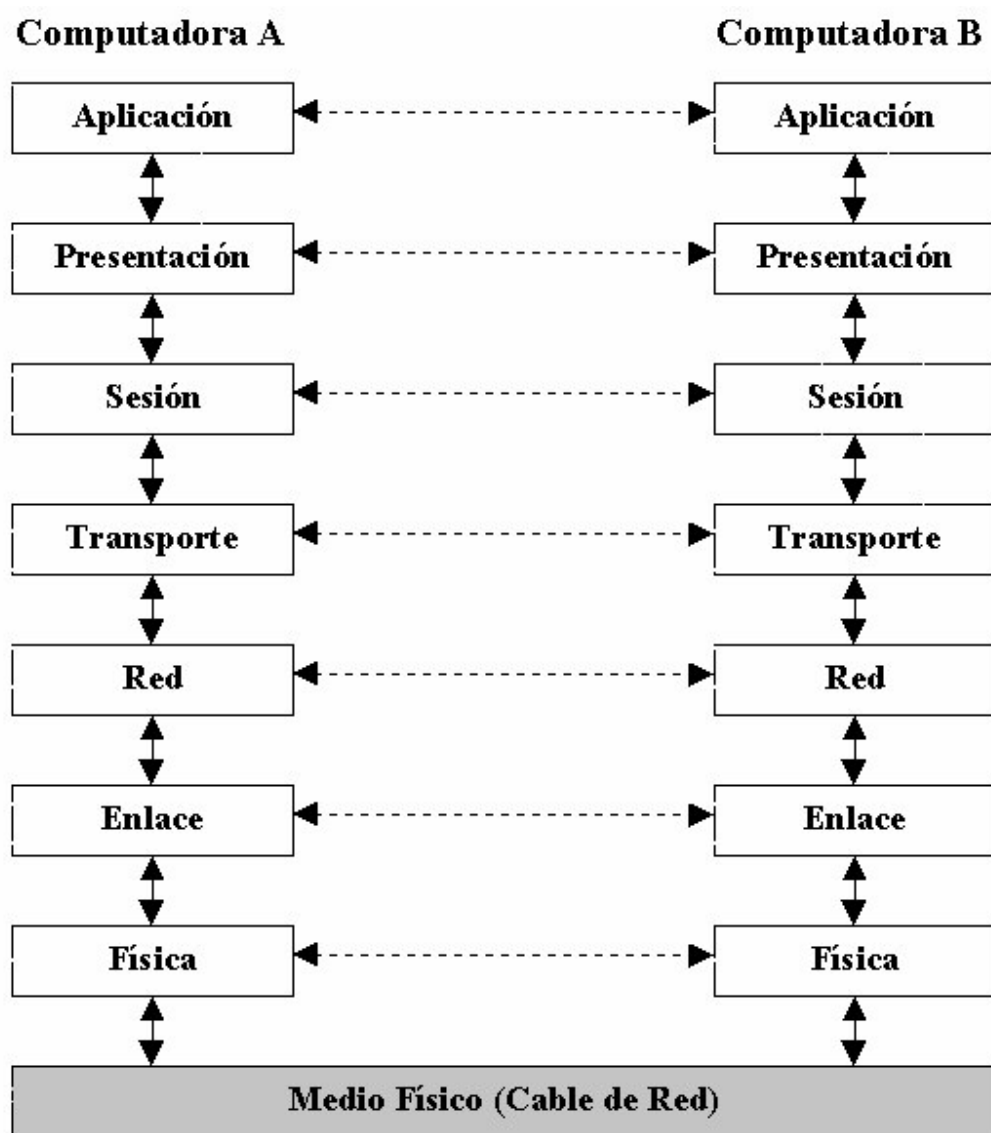 Computadora A
Computadora B
Aplicación
Aplicación
Presentación
Presentación
Sesión
Sesión
Transporte
Transporte
Red
Red
Enlace
Enlace
Física
Física
Medio Físico (Cable de Red)